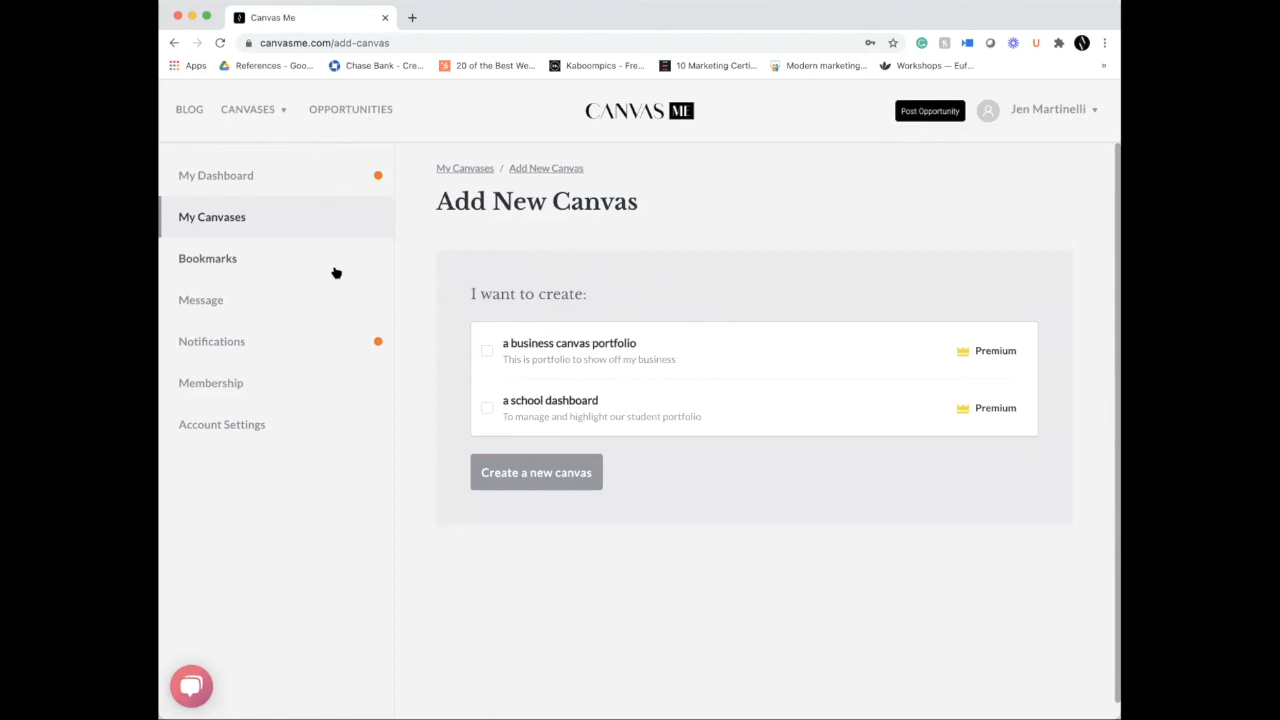 Canvas Me
canvasme.com/add-canvas
Apps
References - Goo...
Chase Bank - Cre...
20 of the Best We...
Kaboompics - Fre...
10 Marketing Certi...
Modern marketing...
Workshops — Euf...
»
BLOG
CANVASES
OPPORTUNITIES
CANVAS ME
Post Opportunity
Jen Martinelli
My Dashboard
My Canvases
Bookmarks
Message
Notifications
Membership
Account Settings
My Canvases / Add New Canvas
Add New Canvas
I want to create:
a business canvas portfolio
This is portfolio to show off my business
Premium
a school dashboard
To manage and highlight our student portfolio
Premium
Create a new canvas